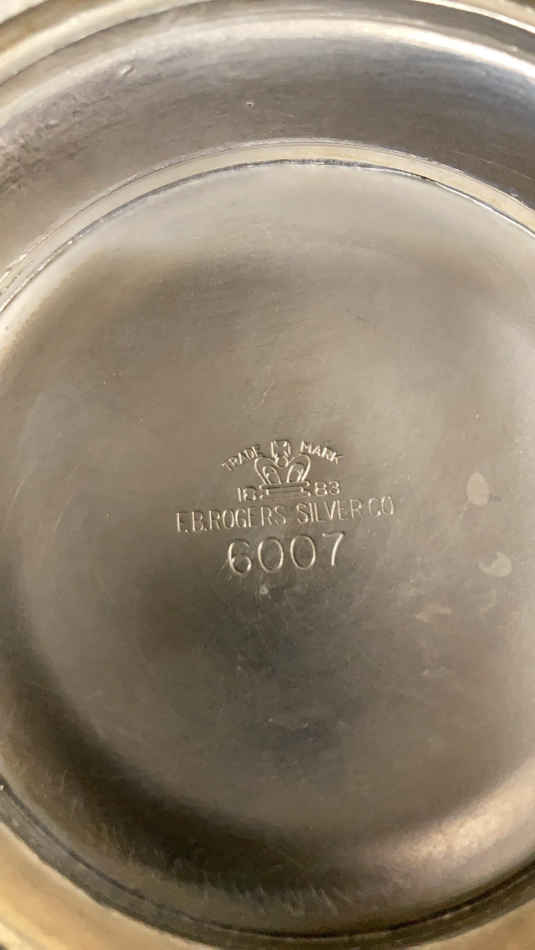 TRADE MARK
18 83
F.B.ROGERS SILVER CO
6007